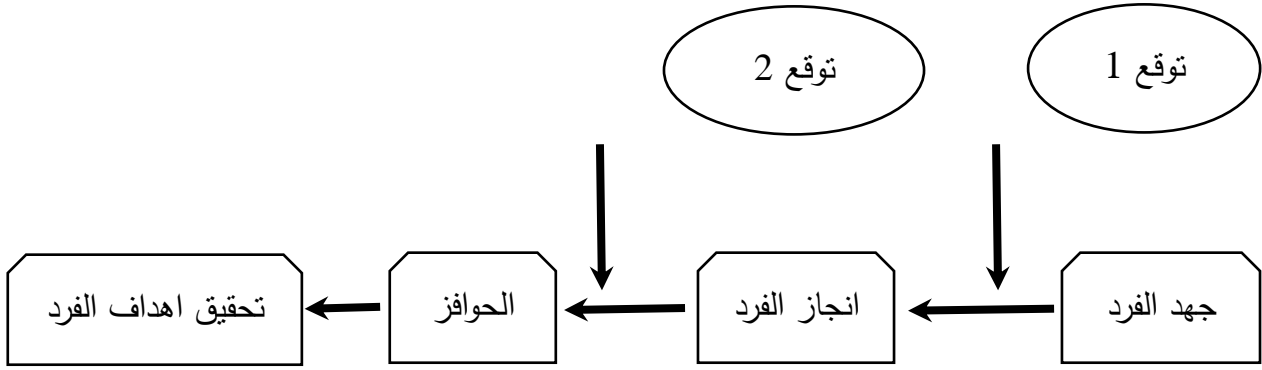 توقع 1
توقع 2
جهد الفرد
انجاز الفرد
الحوافز
تحقيق اهداف الفرد